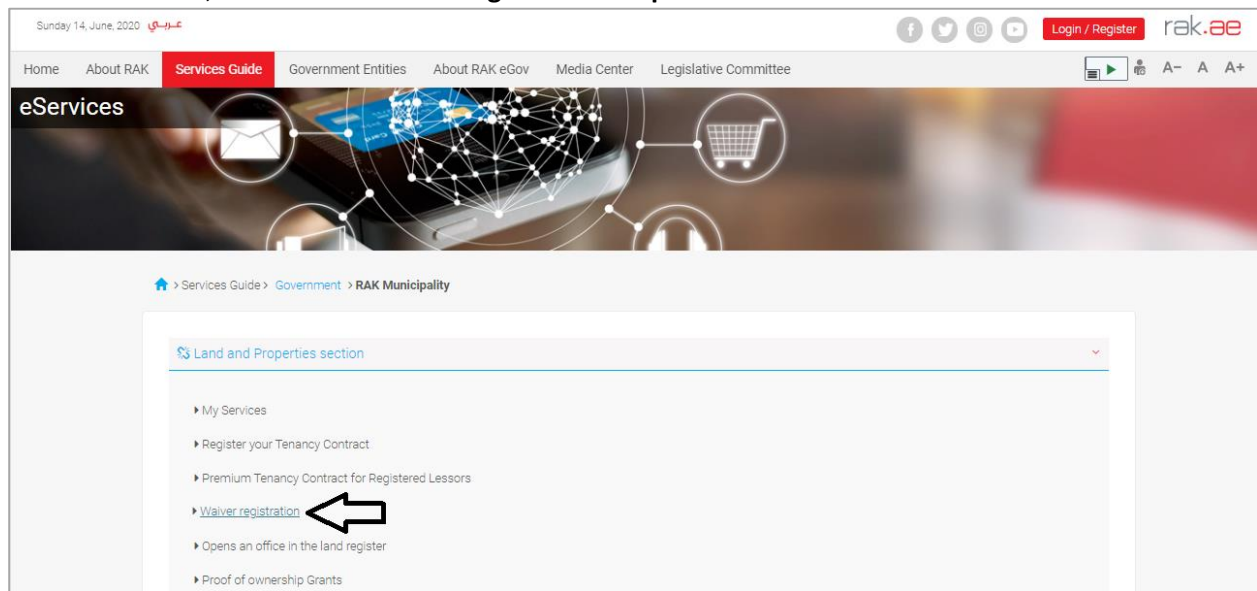 Sunday 14, June, 2020 عـربـي
Login / Register
rak.ae
Home About RAK Services Guide Government Entities About RAK eGov Media Center Legislative Committee
A- A A+
eServices
> Services Guide > Government > RAK Municipality
Land and Properties section
My Services
Register your Tenancy Contract
Premium Tenancy Contract for Registered Lessors
Waiver registration
Opens an office in the land register
Proof of ownership Grants